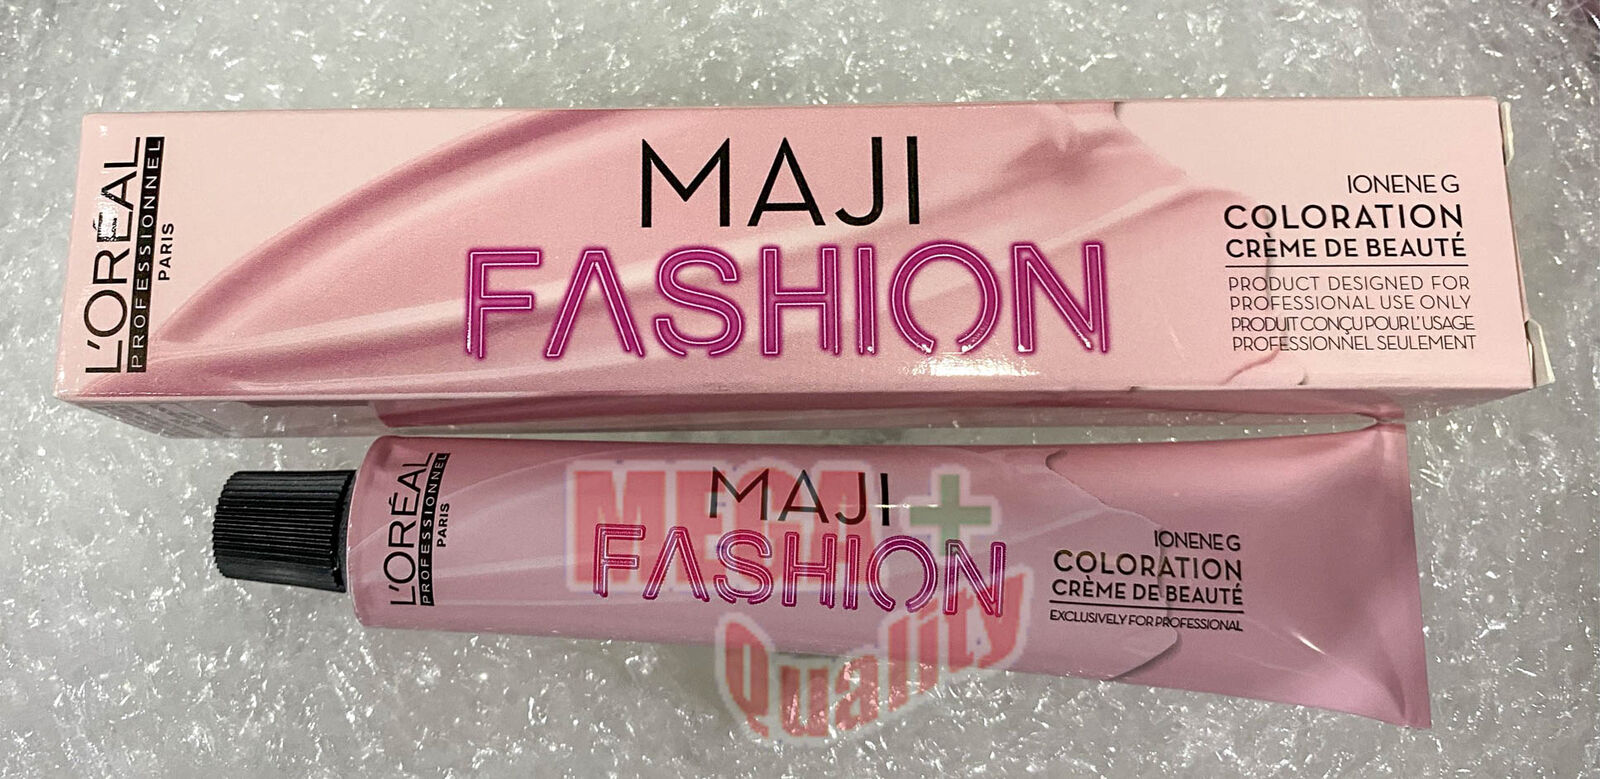 L'ORÉAL
PROFESSIONNEL
PARIS
MAJI
FASHION
IONENE G
COLORATION
CRÈME DE BEAUTÉ
PRODUCT DESIGNED FOR
PROFESSIONAL USE ONLY
PRODUIT CONÇU POUR L'USAGE
PROFESSIONNEL SEULEMENT
L'ORÉAL
PROFESSIONNEL
PARIS
MAJI
FASHION
IONENE G
COLORATION
CRÈME DE BEAUTÉ
EXCLUSIVELY FOR PROFESSIONAL
MEGA +
Quality